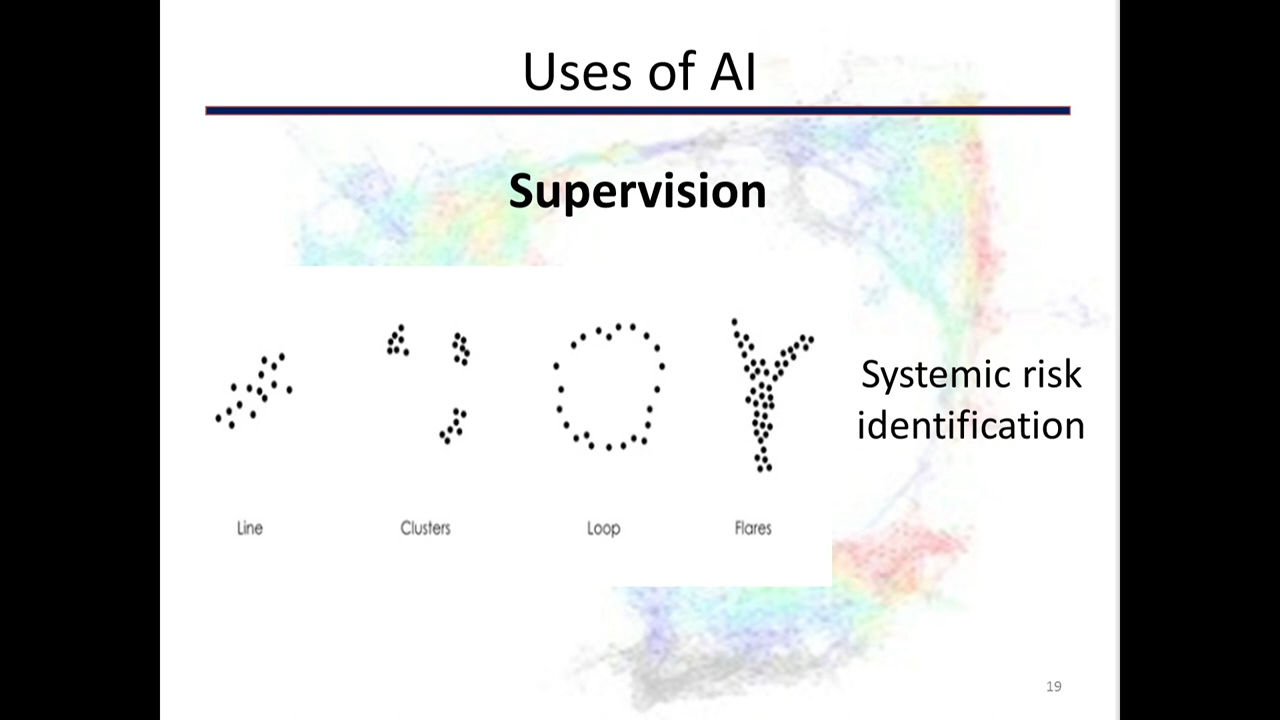 Uses of AI
Supervision
Systemic risk
identification
Line
Clusters
Loop
Flares
19